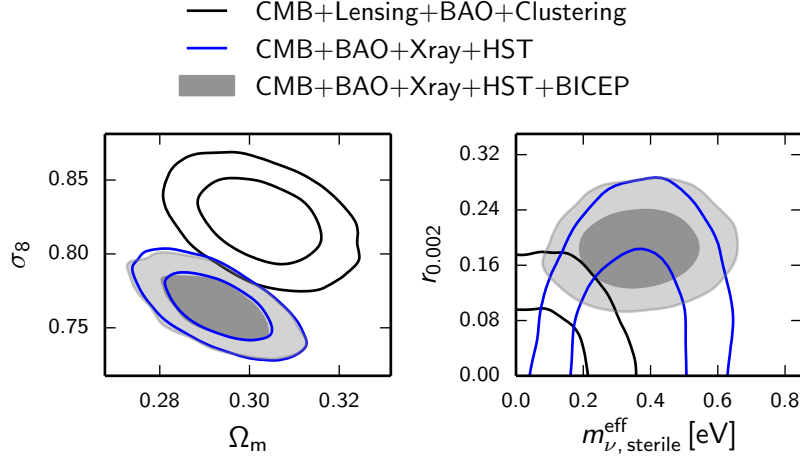 CMB+Lensing+BAO+Clustering
CMB+BAO+Xray+HST
CMB+BAO+Xray+HST+BICEP
0.85
0.80
0.75
σ8
0.28 0.30 0.32
Ωm
0.32
0.24
0.16
0.08
0.00
r0.002
0.0 0.2 0.4 0.6 0.8
m^eff_ν, sterile [eV]